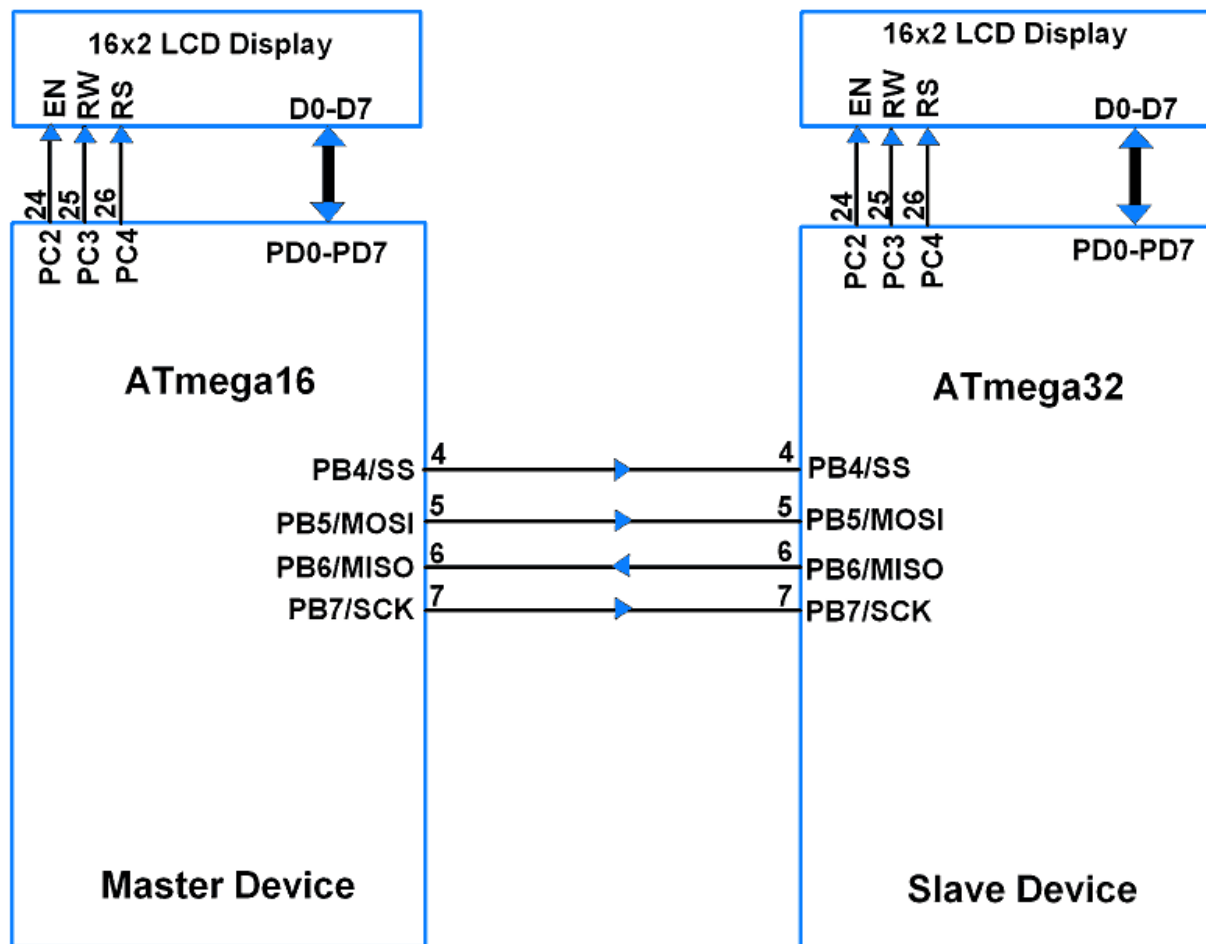 16x2 LCD Display
EN
RW
RS
D0-D7
24
25
26
PC2
PC3
PC4
PD0-PD7
ATmega16
PB4/SS
4
PB5/MOSI
5
PB6/MISO
6
PB7/SCK
7
Master Device
16x2 LCD Display
EN
RW
RS
D0-D7
24
25
26
PC2
PC3
PC4
PD0-PD7
ATmega32
4
PB4/SS
5
PB5/MOSI
6
PB6/MISO
7
PB7/SCK
Slave Device